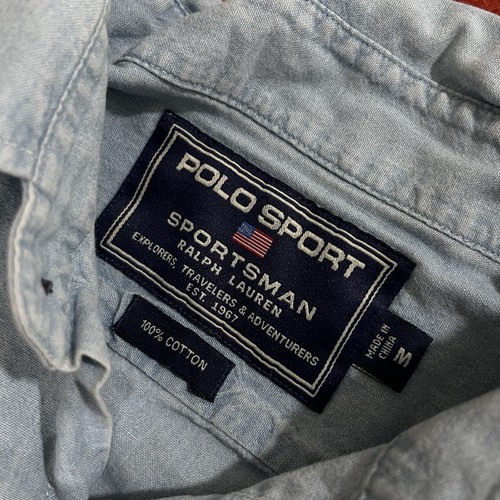 POLO SPORT
SPORTSMAN
RALPH LAUREN
EXPLORERS, TRAVELERS & ADVENTURERS
EST. 1967
100% COTTON
MADE IN
CHINA
M